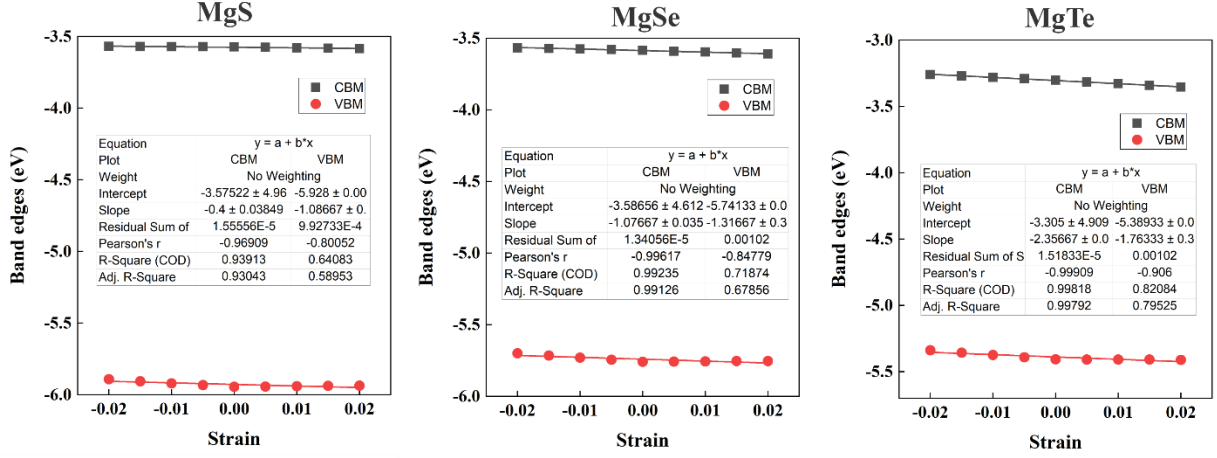 MgS
Band edges (eV)
-3.5
-4.0
-4.5
-5.0
-5.5
-6.0
CBM
VBM
Equation y = a + b*x
Plot CBM VBM
Weight No Weighting
Intercept -3.57522 ± 4.96 -5.928 ± 0.00
Slope -0.4 ± 0.03849 -1.08667 ± 0.
Residual Sum of 1.55556E-5 9.92733E-4
Pearson's r -0.96909 -0.80052
R-Square (COD) 0.93913 0.64083
Adj. R-Square 0.93043 0.58953
-0.02 -0.01 0.00 0.01 0.02
Strain
MgSe
Band edges (eV)
-3.5
-4.0
-4.5
-5.0
-5.5
-6.0
CBM
VBM
Equation y = a + b*x
Plot CBM VBM
Weight No Weighting
Intercept -3.58656 ± 4.612 -5.74133 ± 0.0
Slope -1.07667 ± 0.035 -1.31667 ± 0.3
Residual Sum of 1.34056E-5 0.00102
Pearson's r -0.99617 -0.84779
R-Square (COD) 0.99235 0.71874
Adj. R-Square 0.99126 0.67856
-0.02 -0.01 0.00 0.01 0.02
Strain
MgTe
Band edges (eV)
-3.0
-3.5
-4.0
-4.5
-5.0
-5.5
CBM
VBM
Equation y = a + b*x
Plot CBM VBM
Weight No Weighting
Intercept -3.305 ± 4.909 -5.38933 ± 0.0
Slope -2.35667 ± 0.0 -1.76333 ± 0.3
Residual Sum of S 1.51833E-5 0.00102
Pearson's r -0.99909 -0.906
R-Square (COD) 0.99818 0.82084
Adj. R-Square 0.99792 0.79525
-0.02 -0.01 0.00 0.01 0.02
Strain